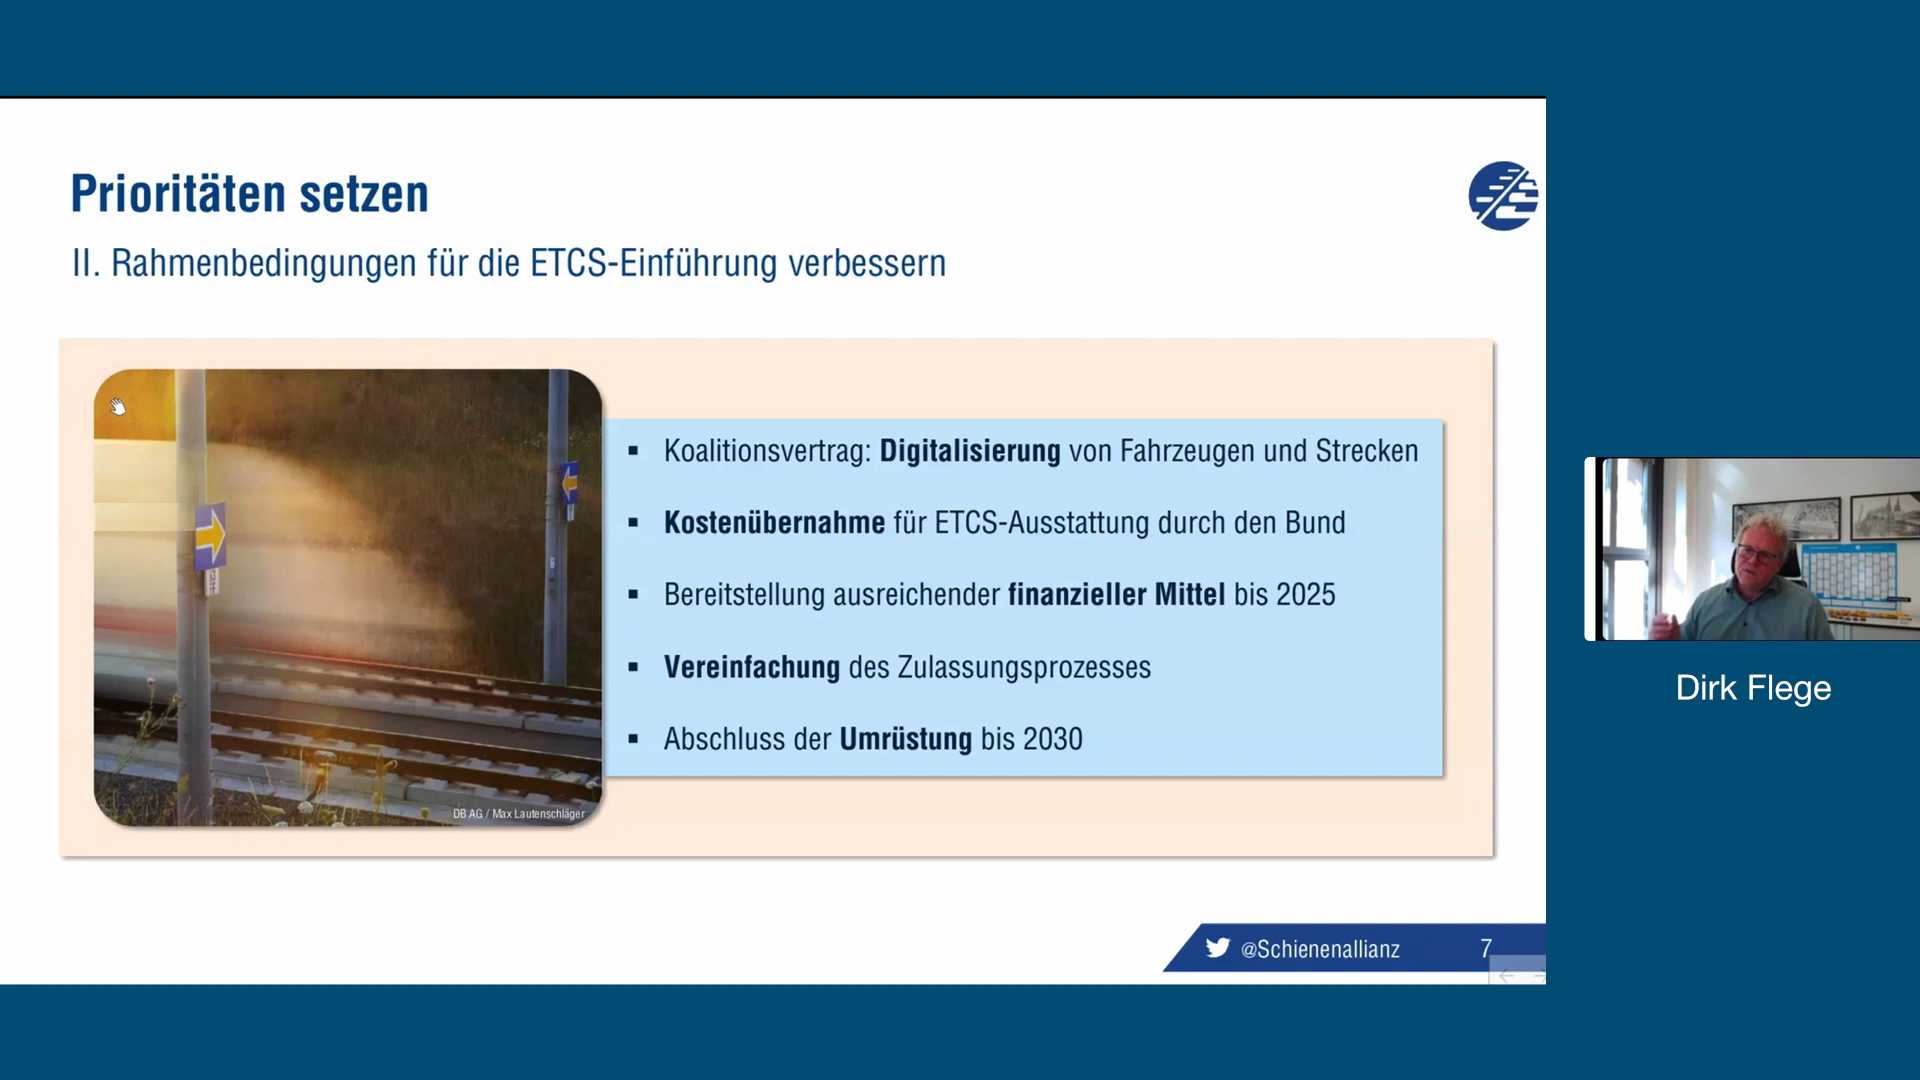 Prioritäten setzen
II. Rahmenbedingungen für die ETCS-Einführung verbessern
▪ Koalitionsvertrag: Digitalisierung von Fahrzeugen und Strecken
▪ Kostenübernahme für ETCS-Ausstattung durch den Bund
▪ Bereitstellung ausreichender finanzieller Mittel bis 2025
▪ Vereinfachung des Zulassungsprozesses
▪ Abschluss der Umrüstung bis 2030
DB AG / Max Lautenschläger
@Schienenallianz
7
Dirk Flege